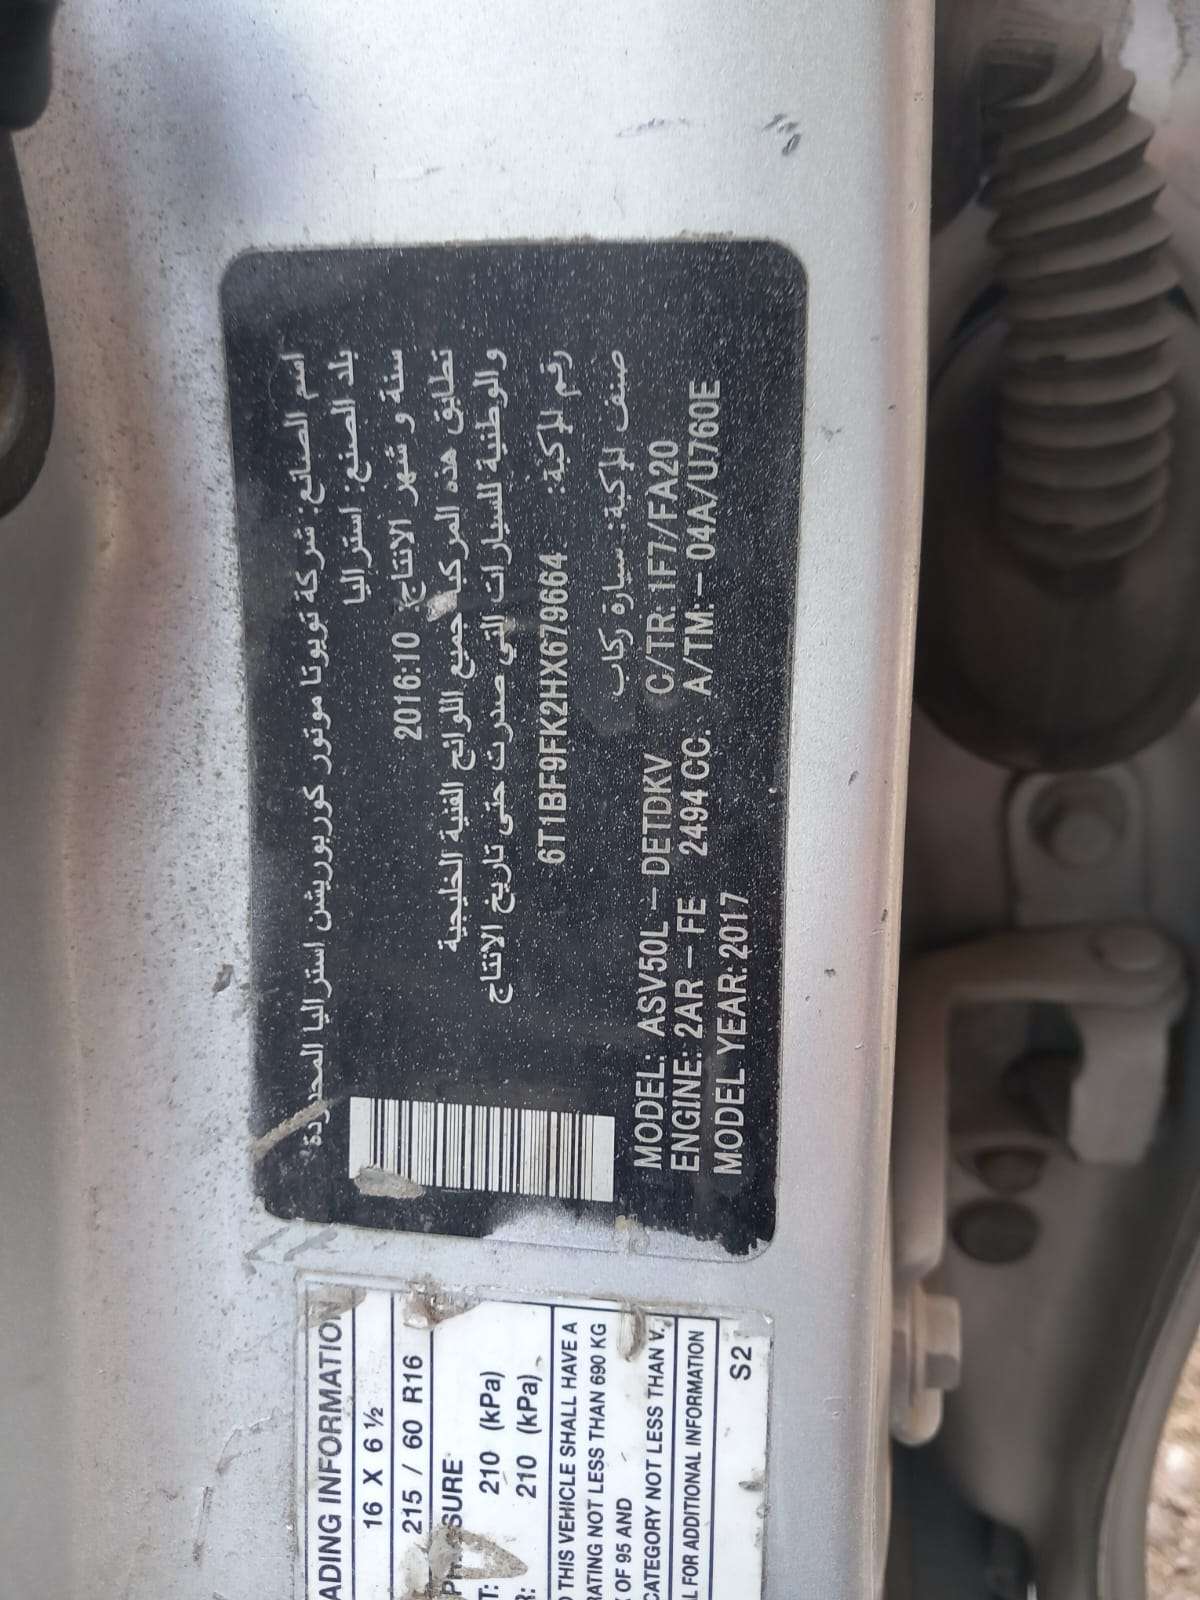 اسم الصانع: شركة تويوتا موتور كوربوريشن استراليا المحدودة
بلد الصنع: استراليا
سنة و شهر الانتاج: 2016:10
تطابق هذه المركبة جميع اللوائح الفنية الخليجية
والوطنية للسيارات التي صدرت حتى تاريخ الانتاج
رقم المركبة: 6T1BF9FK2HX679664
صنف المركبة: سيارة ركاب
MODEL: ASV50L – DETDKV C/TR: 1F7/FA20
ENGINE: 2AR – FE 2494 CC. A/TM: – 04A/U760E
MODEL YEAR: 2017
ADING INFORMATION
16 X 6 ½
215 / 60 R16
SURE
T: 210 (kPa)
R: 210 (kPa)
THIS VEHICLE SHALL HAVE A
RATING NOT LESS THAN 690 KG
OF 95 AND
CATEGORY NOT LESS THAN V.
L FOR ADDITIONAL INFORMATION
S2